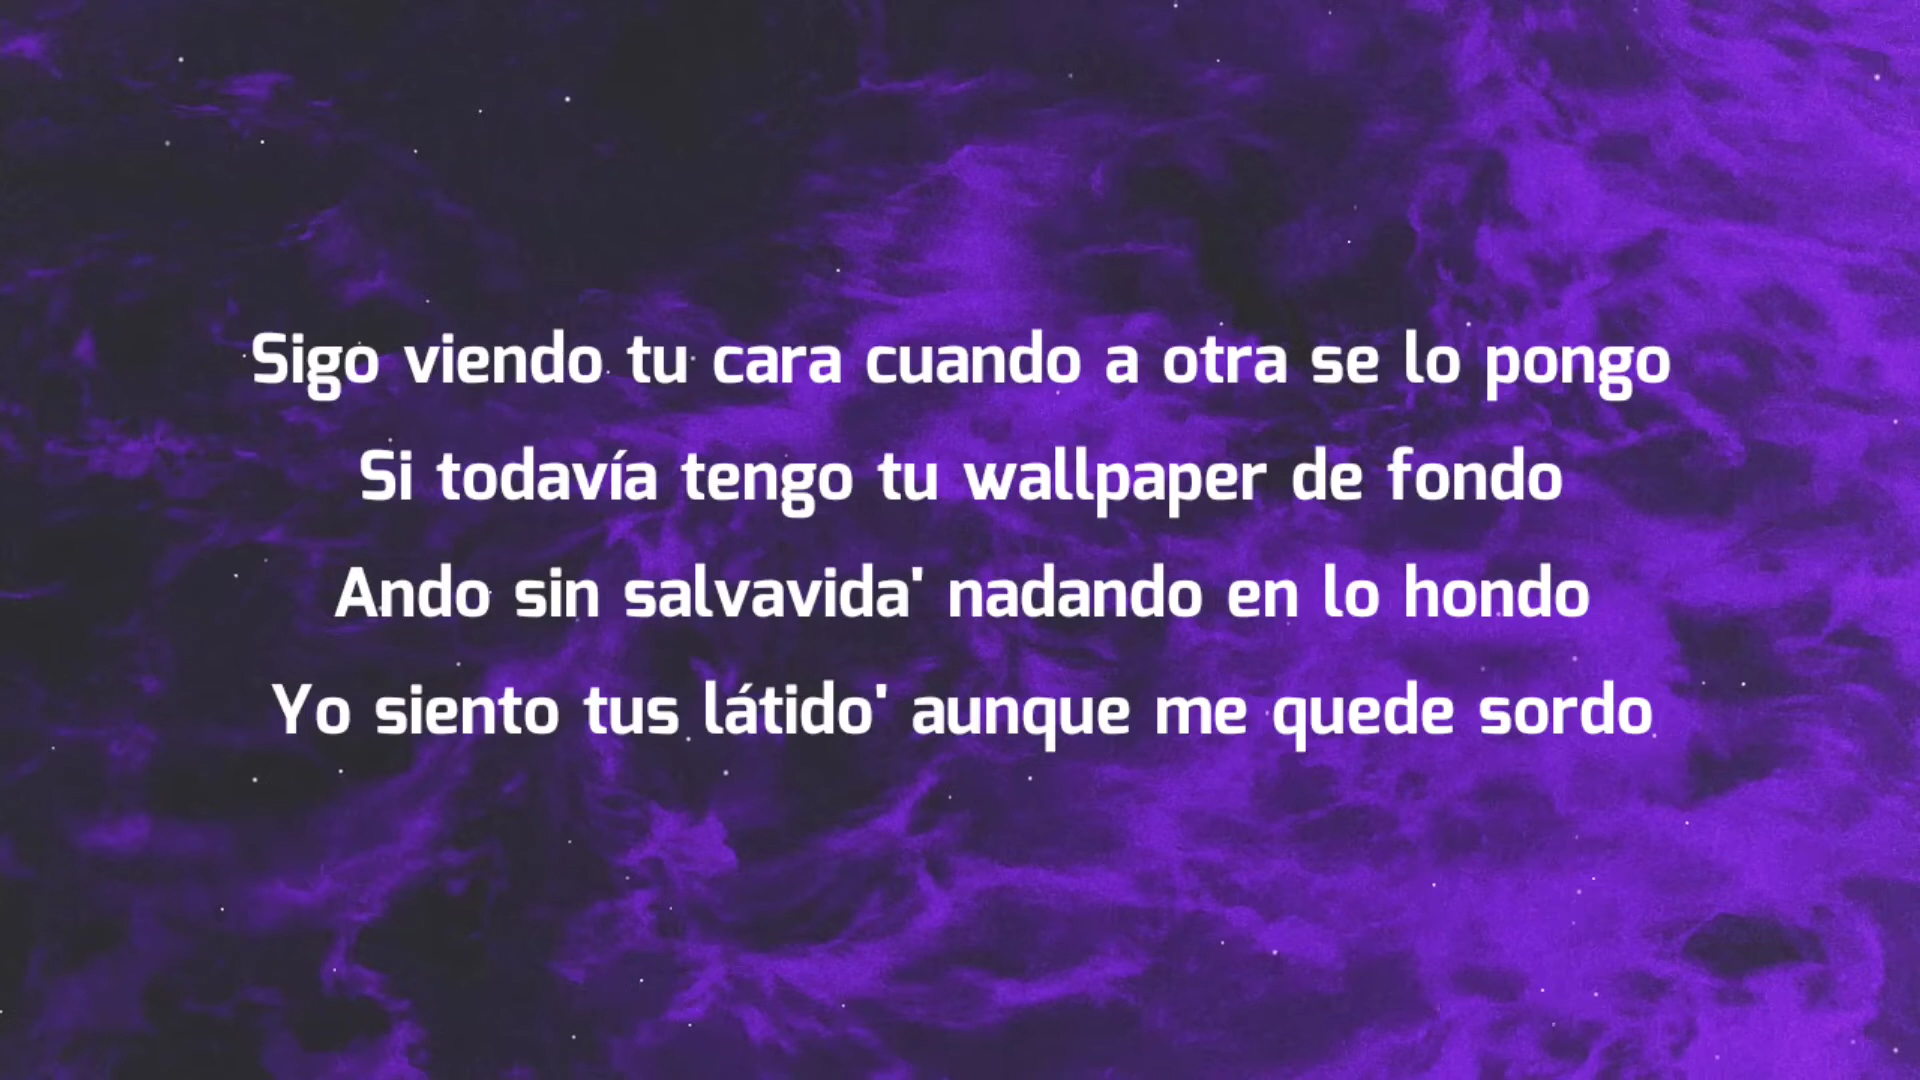 Sigo viendo tu cara cuando a otra se lo pongo
Si todavía tengo tu wallpaper de fondo
Ando sin salvavida' nadando en lo hondo
Yo siento tus látido' aunque me quede sordo